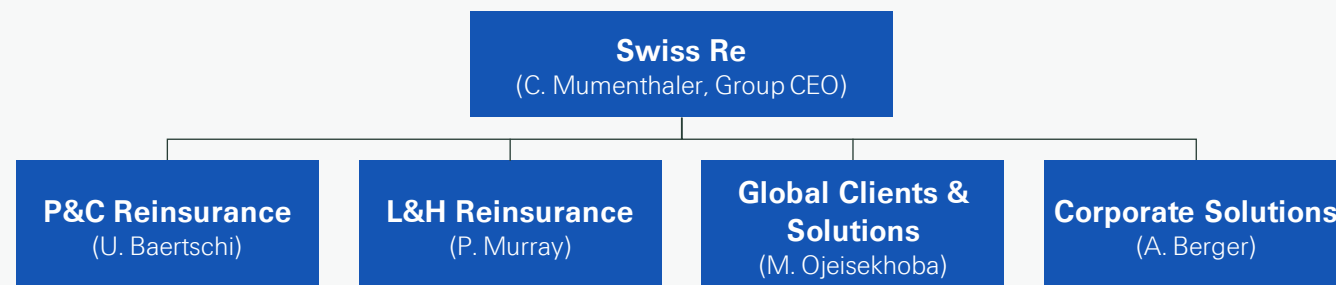 Swiss Re
(C. Mumenthaler, Group CEO)
P&C Reinsurance
(U. Baertschi)
L&H Reinsurance
(P. Murray)
Global Clients &
Solutions
(M. Ojeisekhoba)
Corporate Solutions
(A. Berger)